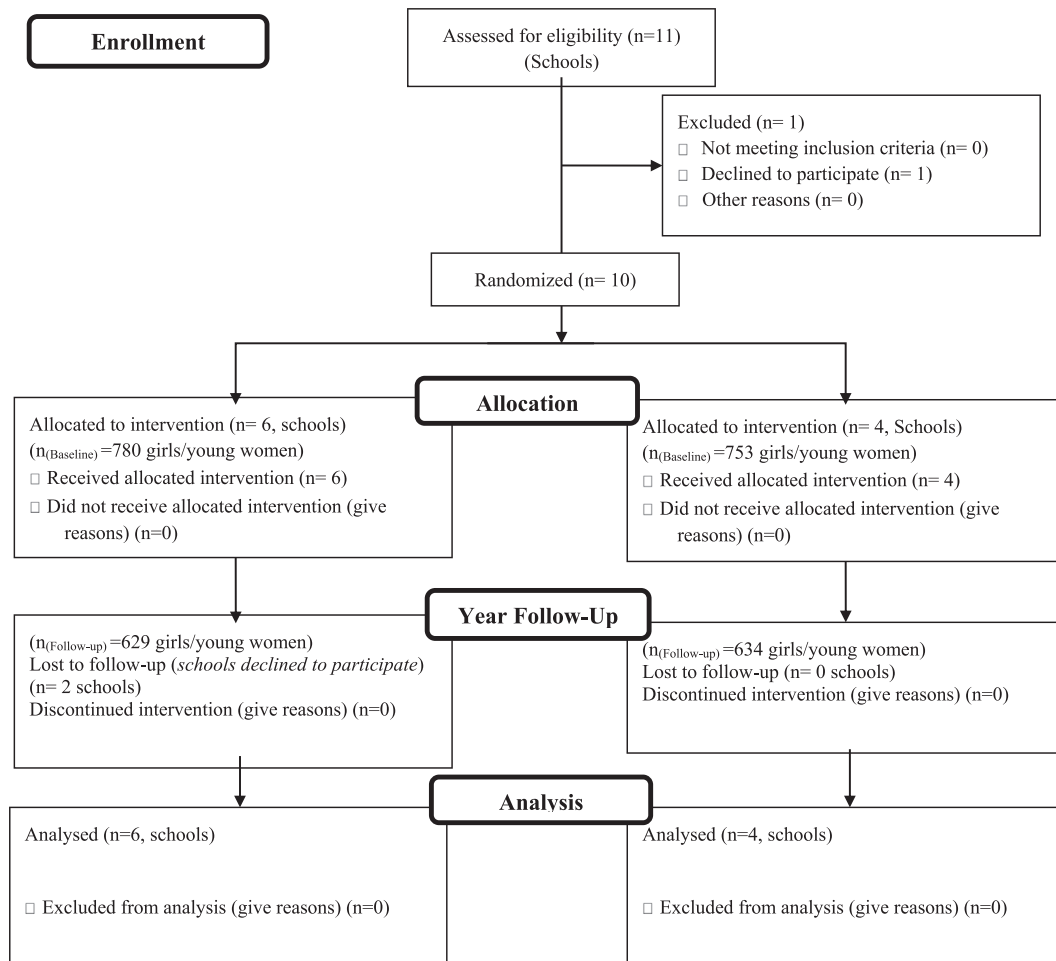 Enrollment
Assessed for eligibility (n=11)
(Schools)
Excluded (n= 1)
□ Not meeting inclusion criteria (n= 0)
□ Declined to participate (n= 1)
□ Other reasons (n= 0)
Randomized (n= 10)
Allocation
Allocated to intervention (n= 6, schools)
(n(Baseline) =780 girls/young women)
□ Received allocated intervention (n= 6)
□ Did not receive allocated intervention (give
reasons) (n=0)
Allocated to intervention (n= 4, Schools)
(n(Baseline) =753 girls/young women)
□ Received allocated intervention (n= 4)
□ Did not receive allocated intervention (give
reasons) (n=0)
Year Follow-Up
(n(Follow-up) =629 girls/young women)
Lost to follow-up (schools declined to participate)
(n= 2 schools)
Discontinued intervention (give reasons) (n=0)
(n(Follow-up) =634 girls/young women)
Lost to follow-up (n= 0 schools)
Discontinued intervention (give reasons) (n=0)
Analysis
Analysed (n=6, schools)
□ Excluded from analysis (give reasons) (n=0)
Analysed (n=4, schools)
□ Excluded from analysis (give reasons) (n=0)